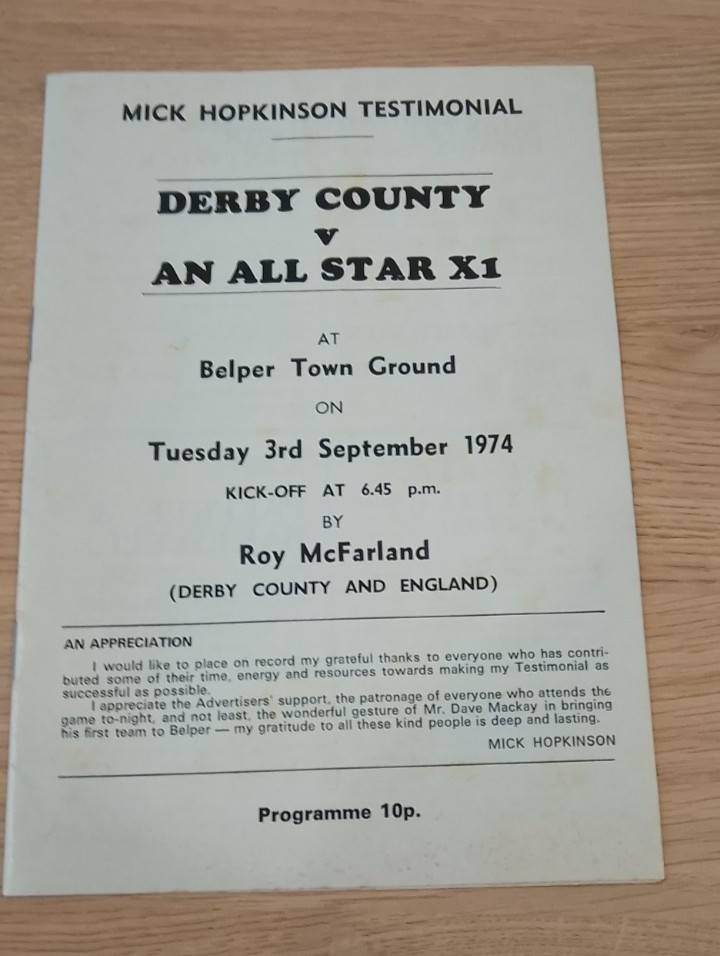 MICK HOPKINSON TESTIMONIAL
DERBY COUNTY
V
AN ALL STAR X1
AT
Belper Town Ground
ON
Tuesday 3rd September 1974
KICK-OFF AT 6.45 p.m.
BY
Roy McFarland
(DERBY COUNTY AND ENGLAND)
AN APPRECIATION
I would like to place on record my grateful thanks to everyone who has contri-
buted some of their time, energy and resources towards making my Testimonial as
successful as possible.
I appreciate the Advertisers' support, the patronage of everyone who attends the
game to-night, and not least, the wonderful gesture of Mr. Dave Mackay in bringing
his first team to Belper — my gratitude to all these kind people is deep and lasting.
MICK HOPKINSON
Programme 10p.